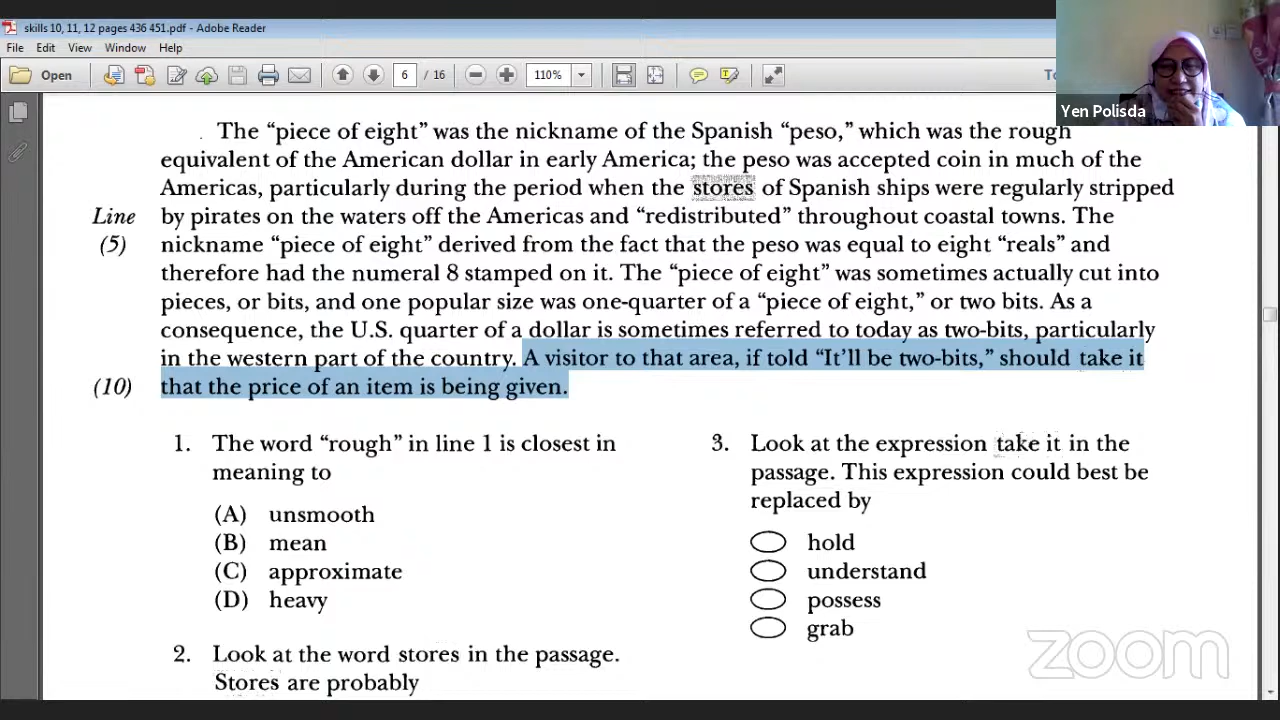 skills 10, 11, 12 pages 436 451.pdf - Adobe Reader
File Edit View Window Help
Open 6 / 16 110%
Yen Polisda
The “piece of eight” was the nickname of the Spanish “peso,” which was the rough
equivalent of the American dollar in early America; the peso was accepted coin in much of the
Americas, particularly during the period when the stores of Spanish ships were regularly stripped
Line by pirates on the waters off the Americas and “redistributed” throughout coastal towns. The
(5) nickname “piece of eight” derived from the fact that the peso was equal to eight “reals” and
therefore had the numeral 8 stamped on it. The “piece of eight” was sometimes actually cut into
pieces, or bits, and one popular size was one-quarter of a “piece of eight,” or two bits. As a
consequence, the U.S. quarter of a dollar is sometimes referred to today as two-bits, particularly
in the western part of the country. A visitor to that area, if told “It’ll be two-bits,” should take it
(10) that the price of an item is being given.
1. The word “rough” in line 1 is closest in
meaning to
(A) unsmooth
(B) mean
(C) approximate
(D) heavy
2. Look at the word stores in the passage.
Stores are probably
3. Look at the expression take it in the
passage. This expression could best be
replaced by
hold
understand
possess
grab
zoom